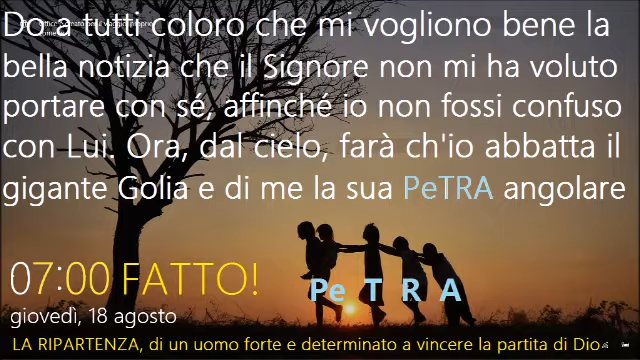 Do a tutti coloro che mi vogliono bene la
bella notizia che il Signore non mi ha voluto
portare con sé, affinché io non fossi confuso
con Lui. Ora, dal cielo, farà ch'io abbatta il
gigante Golia e di me la sua PeTRA angolare
07:00 FATTO!
Pe T R A
giovedì, 18 agosto
LA RIPARTENZA, di un uomo forte e determinato a vincere la partita di Dio